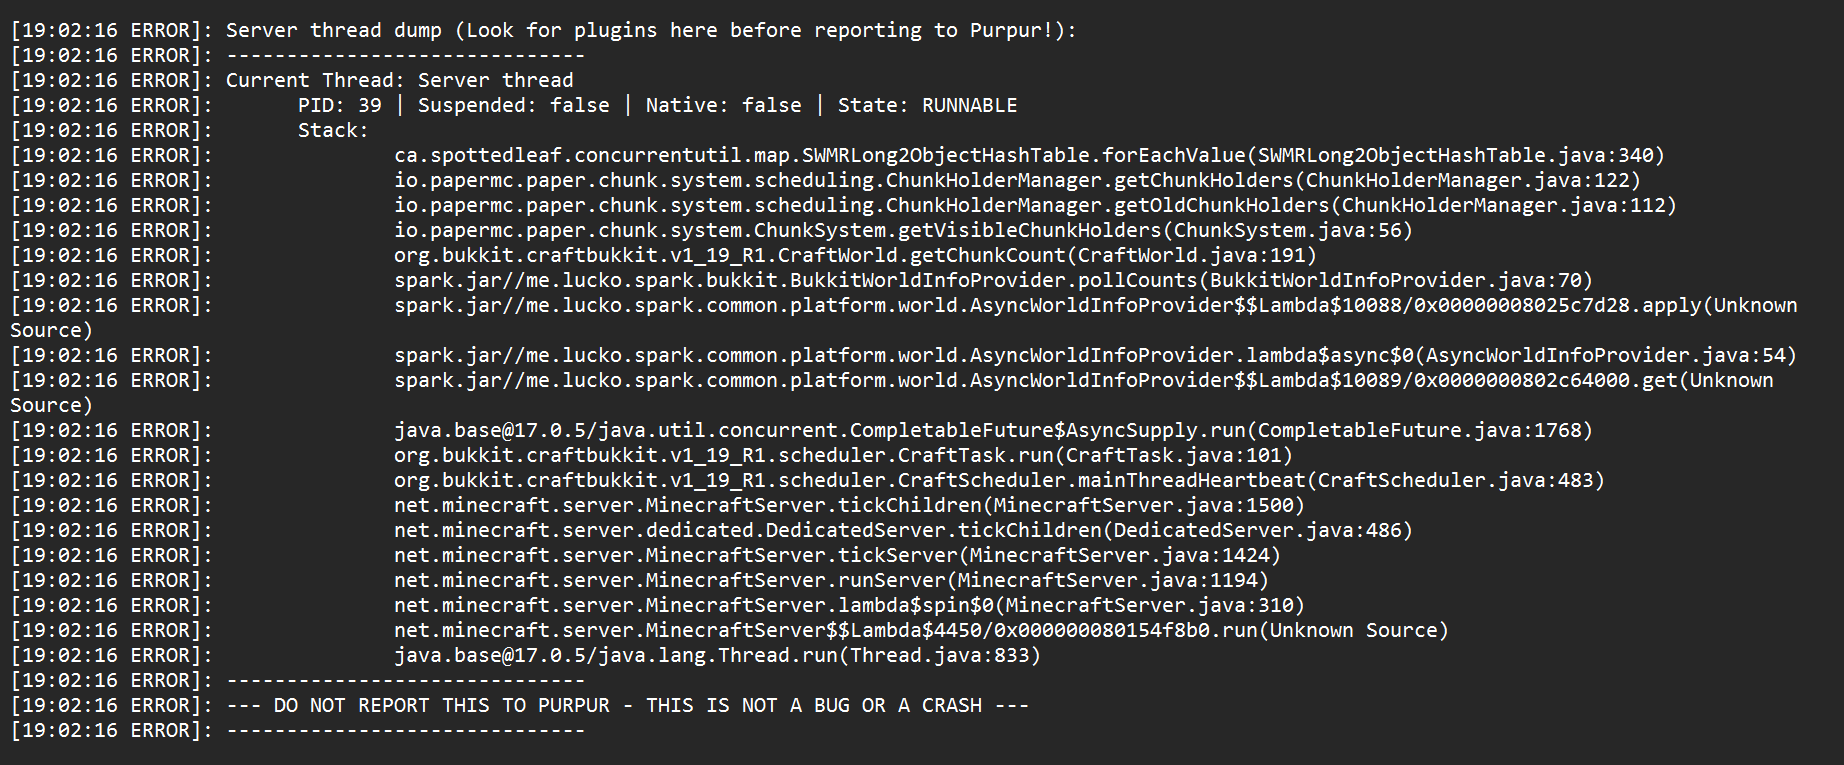 [19:02:16 ERROR]: Server thread dump (Look for plugins here before reporting to Purpur!):
[19:02:16 ERROR]: ------------------------------
[19:02:16 ERROR]: Current Thread: Server thread
[19:02:16 ERROR]:       PID: 39 | Suspended: false | Native: false | State: RUNNABLE
[19:02:16 ERROR]:       Stack:
[19:02:16 ERROR]:               ca.spottedleaf.concurrentutil.map.SWMRLong2ObjectHashTable.forEachValue(SWMRLong2ObjectHashTable.java:340)
[19:02:16 ERROR]:               io.papermc.paper.chunk.system.scheduling.ChunkHolderManager.getChunkHolders(ChunkHolderManager.java:122)
[19:02:16 ERROR]:               io.papermc.paper.chunk.system.scheduling.ChunkHolderManager.getOldChunkHolders(ChunkHolderManager.java:112)
[19:02:16 ERROR]:               io.papermc.paper.chunk.system.ChunkSystem.getVisibleChunkHolders(ChunkSystem.java:56)
[19:02:16 ERROR]:               org.bukkit.craftbukkit.v1_19_R1.CraftWorld.getChunkCount(CraftWorld.java:191)
[19:02:16 ERROR]:               spark.jar//me.lucko.spark.bukkit.BukkitWorldInfoProvider.pollCounts(BukkitWorldInfoProvider.java:70)
[19:02:16 ERROR]:               spark.jar//me.lucko.spark.common.platform.world.AsyncWorldInfoProvider$$Lambda$10088/0x00000008025c7d28.apply(Unknown
Source)
[19:02:16 ERROR]:               spark.jar//me.lucko.spark.common.platform.world.AsyncWorldInfoProvider.lambda$async$0(AsyncWorldInfoProvider.java:54)
[19:02:16 ERROR]:               spark.jar//me.lucko.spark.common.platform.world.AsyncWorldInfoProvider$$Lambda$10089/0x0000000802c64000.get(Unknown
Source)
[19:02:16 ERROR]:               java.base@17.0.5/java.util.concurrent.CompletableFuture$AsyncSupply.run(CompletableFuture.java:1768)
[19:02:16 ERROR]:               org.bukkit.craftbukkit.v1_19_R1.scheduler.CraftTask.run(CraftTask.java:101)
[19:02:16 ERROR]:               org.bukkit.craftbukkit.v1_19_R1.scheduler.CraftScheduler.mainThreadHeartbeat(CraftScheduler.java:483)
[19:02:16 ERROR]:               net.minecraft.server.MinecraftServer.tickChildren(MinecraftServer.java:1500)
[19:02:16 ERROR]:               net.minecraft.server.dedicated.DedicatedServer.tickChildren(DedicatedServer.java:486)
[19:02:16 ERROR]:               net.minecraft.server.MinecraftServer.tickServer(MinecraftServer.java:1424)
[19:02:16 ERROR]:               net.minecraft.server.MinecraftServer.runServer(MinecraftServer.java:1194)
[19:02:16 ERROR]:               net.minecraft.server.MinecraftServer.lambda$spin$0(MinecraftServer.java:310)
[19:02:16 ERROR]:               net.minecraft.server.MinecraftServer$$Lambda$4450/0x000000080154f8b0.run(Unknown Source)
[19:02:16 ERROR]:               java.base@17.0.5/java.lang.Thread.run(Thread.java:833)
[19:02:16 ERROR]: ------------------------------
[19:02:16 ERROR]: --- DO NOT REPORT THIS TO PURPUR - THIS IS NOT A BUG OR A CRASH ---
[19:02:16 ERROR]: ------------------------------